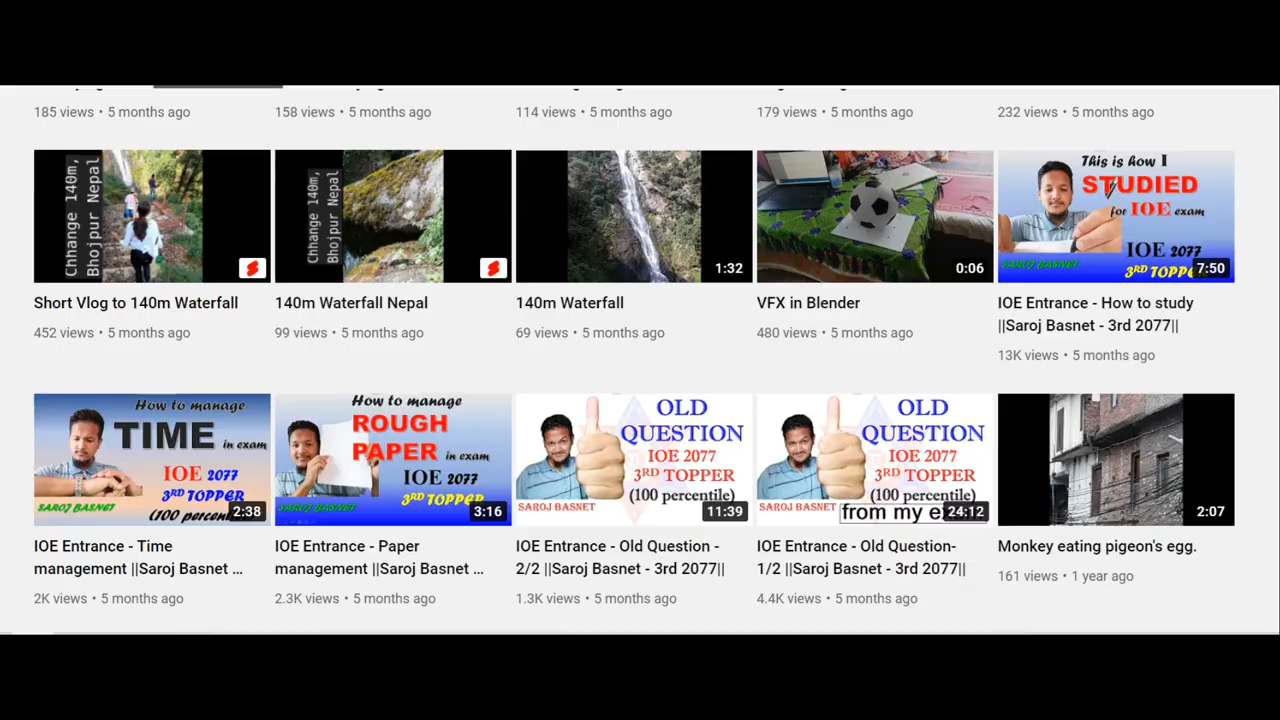 185 views • 5 months ago
158 views • 5 months ago
114 views • 5 months ago
179 views • 5 months ago
232 views • 5 months ago
Chhange 140m,
Bhojpur Nepal
Chhange 140m,
Bhojpur Nepal
1:32
0:06
This is how I
STUDIED
for IOE exam
IOE 2077
3RD TOPPER
SAROJ BASNET
7:50
Short Vlog to 140m Waterfall
452 views • 5 months ago
140m Waterfall Nepal
99 views • 5 months ago
140m Waterfall
69 views • 5 months ago
VFX in Blender
480 views • 5 months ago
IOE Entrance - How to study
||Saroj Basnet - 3rd 2077||
13K views • 5 months ago
How to manage
TIME in exam
IOE 2077
3RD TOPPER
SAROJ BASNET
(100
2:38
How to manage
ROUGH
PAPER in exam
IOE 2077
3RD TOPPER
SAROJ BASNET
3:16
OLD
QUESTION
IOE 2077
3RD TOPPER
(100 percentile)
SAROJ BASNET
11:39
OLD
QUESTION
IOE 2077
3RD TOPPER
(100 percentile)
SAROJ BASNET
from my
24:12
2:07
IOE Entrance - Time
management ||Saroj Basnet ...
2K views • 5 months ago
IOE Entrance - Paper
management ||Saroj Basnet ...
2.3K views • 5 months ago
IOE Entrance - Old Question -
2/2 ||Saroj Basnet - 3rd 2077||
1.3K views • 5 months ago
IOE Entrance - Old Question-
1/2 ||Saroj Basnet - 3rd 2077||
4.4K views • 5 months ago
Monkey eating pigeon's egg.
161 views • 1 year ago